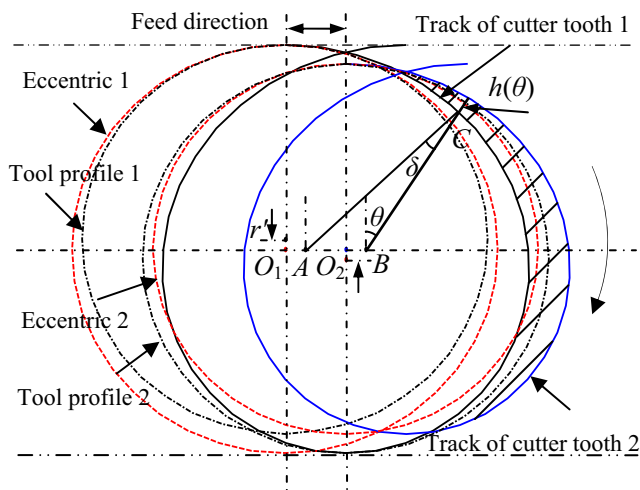 Feed direction
Track of cutter tooth 1
Eccentric 1
h(θ)
Tool profile 1
C
δ
θ
r'
O1 A O2 B
Eccentric 2
Tool profile 2
Track of cutter tooth 2